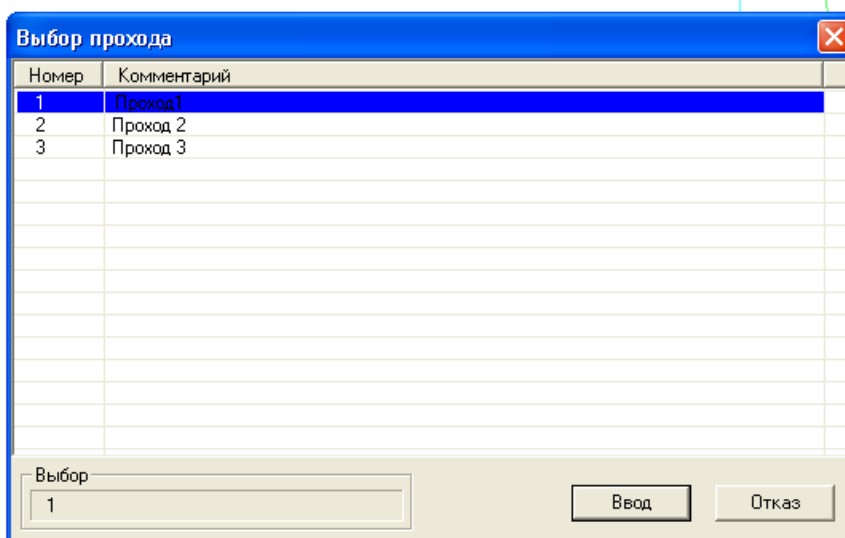 Выбор прохода
Номер Комментарий
1 Проход1
2 Проход 2
3 Проход 3
Выбор
1
Ввод Отказ